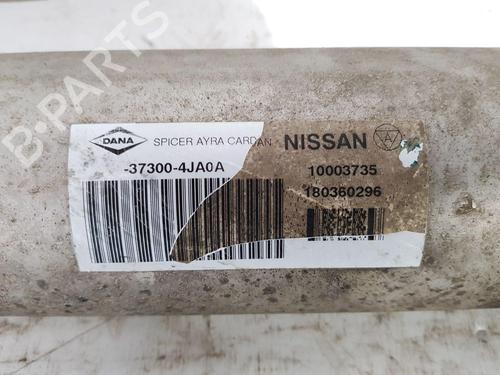 B-PARTS
DANA SPICER AYRA CARDAN NISSAN
-37300-4JA0A 10003735
180360296